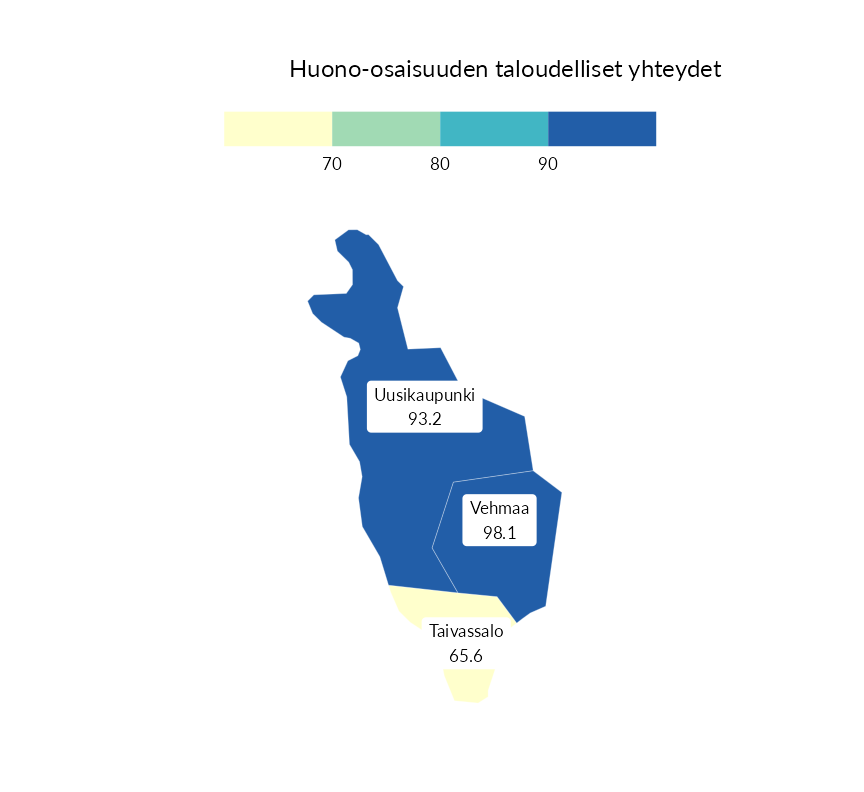 Huono-osaisuuden taloudelliset yhteydet
70 80 90
Uusikaupunki
93.2
Vehmaa
98.1
Taivassalo
65.6